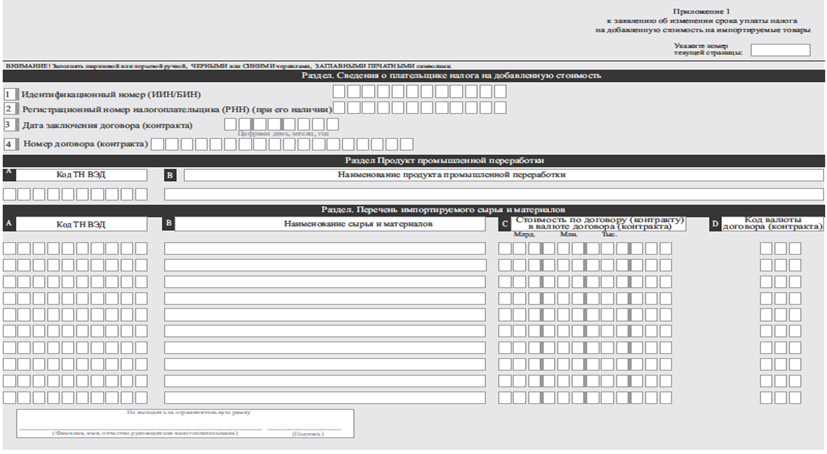 Приложение 1
к заявлению об изменении срока уплаты налога
на добавленную стоимость на импортируемые товары
Укажите номер
текущей страницы:
ВНИМАНИЕ! Заполнять шариковой или перьевой ручкой, ЧЕРНЫМИ или СИНИМИ чернилами, ЗАГЛАВНЫМИ ПЕЧАТНЫМИ символами.
Раздел. Сведения о плательщике налога на добавленную стоимость
1 Идентификационный номер (ИИН/БИН)
2 Регистрационный номер налогоплательщика (РНН) (при его наличии)
3 Дата заключения договора (контракта)
Цифрами день, месяц, год
4 Номер договора (контракта)
Раздел Продукт промышленной переработки
A Код ТН ВЭД B Наименование продукта промышленной переработки
Раздел. Перечень импортируемого сырья и материалов
A Код ТН ВЭД B Наименование сырья и материалов C Стоимость по договору (контракту) D Код валюты
в валюте договора (контракта) договора (контракта)
Млрд. Млн. Тыс.
Не выходить за ограничительную рамку
(Фамилия, имя, отчество руководителя налогоплательщика) (Подпись)